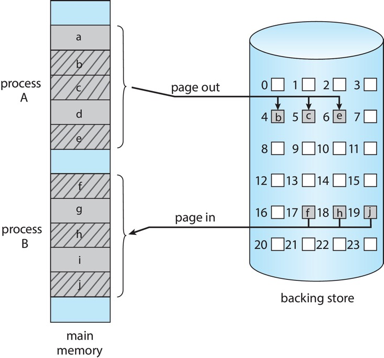 a
b
c
d
e
f
g
h
i
j
process
A
process
B
main
memory
page out
page in
0 1 2 3
4 b 5 c 6 e 7
8 9 10 11
12 13 14 15
16 17 f 18 h 19 j
20 21 22 23
backing store